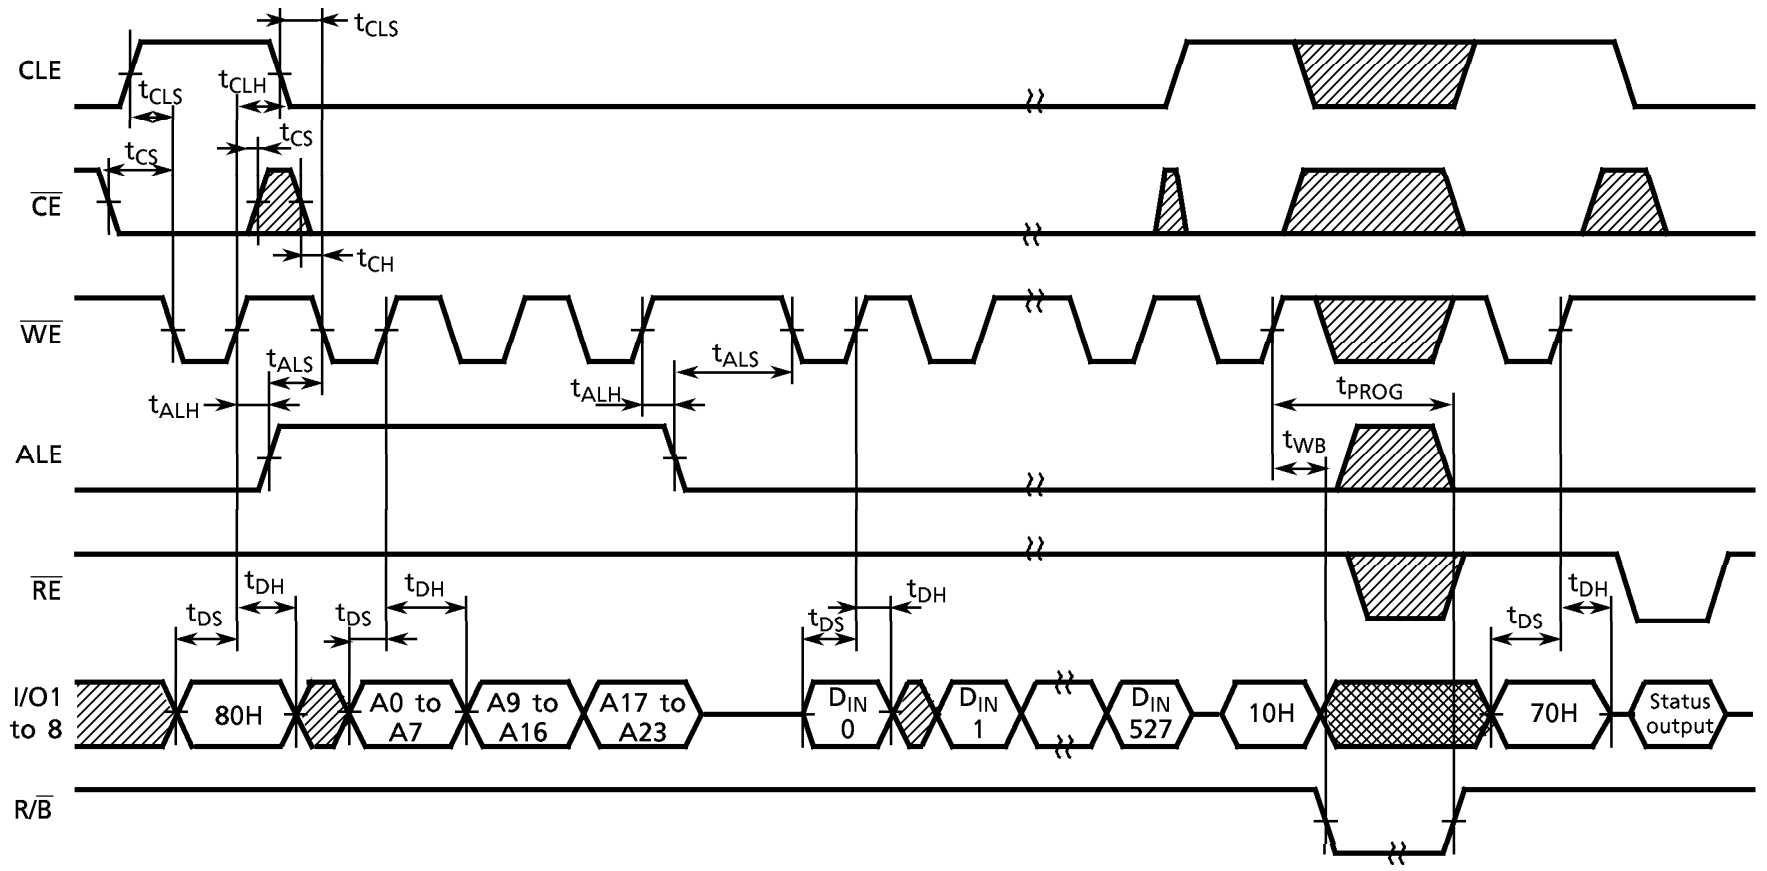 tCLS
CLE
tCLS
tCLH
tCS
tCS
CE
tCH
WE
tALS
tALH
tALS
tALH
tPROG
tWB
ALE
RE
tDS
tDH
tDS
tDH
tDS
tDH
tDS
tDH
I/O1 to 8
80H
A0 to A7
A9 to A16
A17 to A23
DIN 0
DIN 1
DIN 527
10H
70H
Status output
R/B